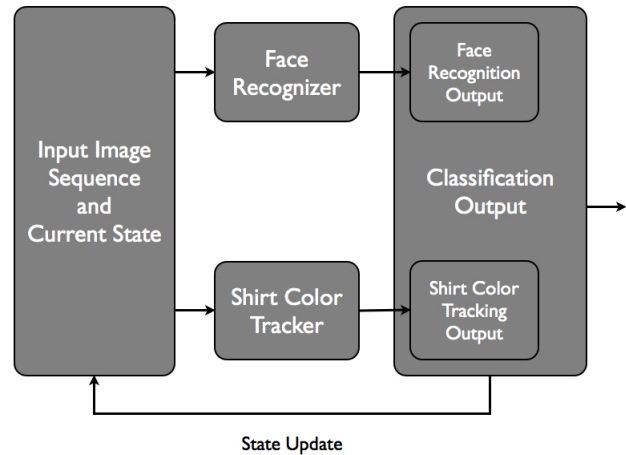 Input Image
Sequence
and
Current State
Face
Recognizer
Shirt Color
Tracker
Face
Recognition
Output
Classification
Output
Shirt Color
Tracking
Output
State Update